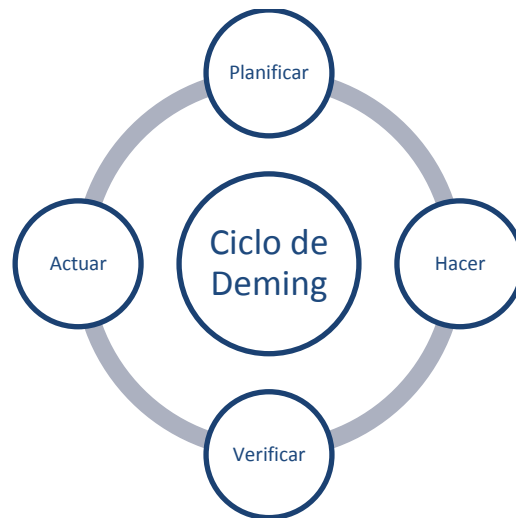 Planificar
Actuar
Ciclo de
Deming
Hacer
Verificar